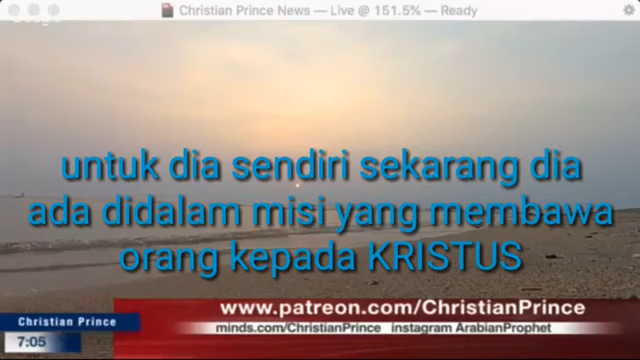 Christian Prince News — Live @ 151.5% — Ready
untuk dia sendiri sekarang dia
ada didalam misi yang membawa
orang kepada KRISTUS
www.patreon.com/ChristianPrince
Christian Prince
minds.com/ChristianPrince instagram ArabianProphet
7:05